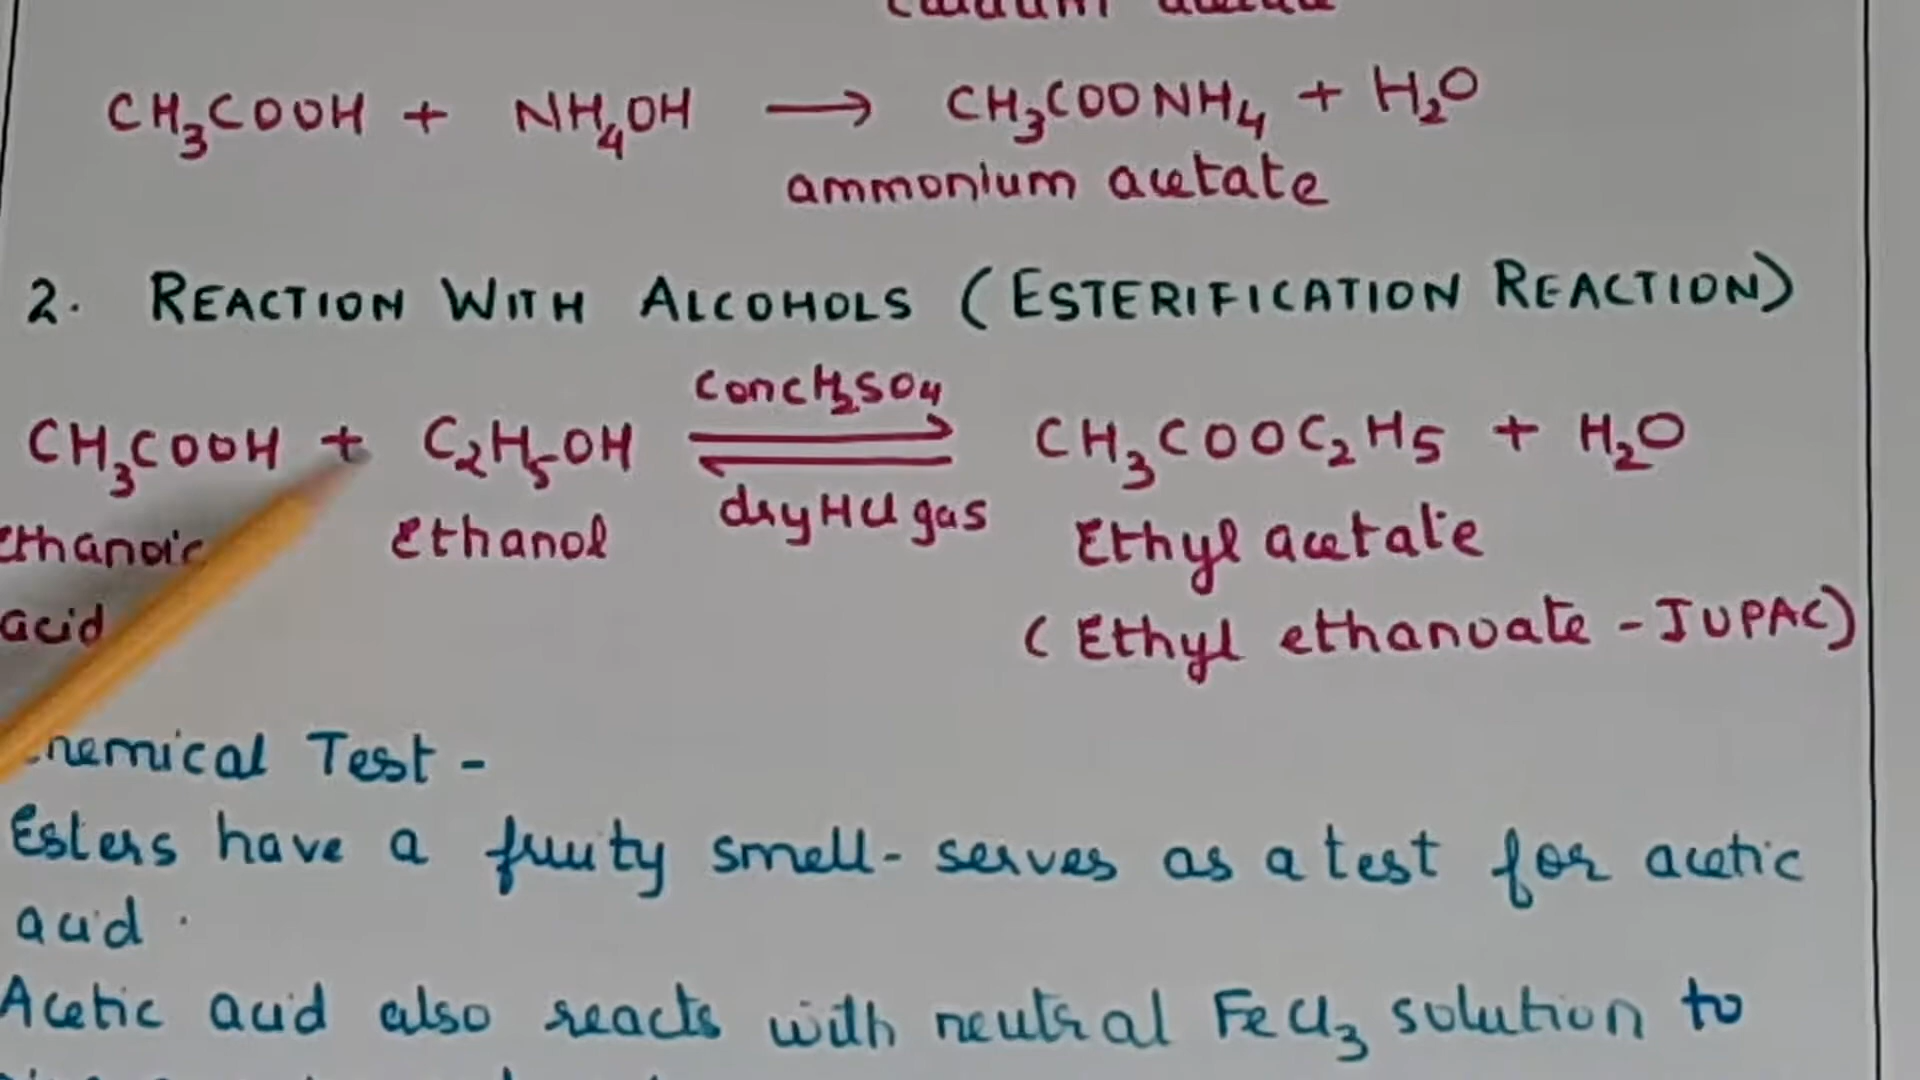 CH₃COOH + NH₄OH ⟶ CH₃COONH₄ + H₂O
ammonium acetate
2. REACTION WITH ALCOHOLS (ESTERIFICATION REACTION)
conc H₂SO₄
CH₃COOH + C₂H₅OH ⇌ CH₃COOC₂H₅ + H₂O
dry HCl gas
ethanoic ethanol Ethyl acetate
acid (Ethyl ethanoate - IUPAC)
Chemical Test -
Esters have a fruity smell - serves as a test for acetic
acid.
Acetic acid also reacts with neutral FeCl₃ solution to